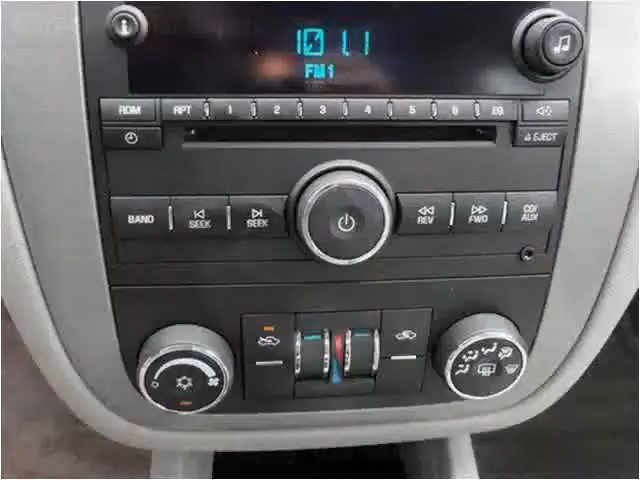 101.1
FM1
RDM RPT 1 2 3 4 5 6 EQ
EJECT
BAND SEEK SEEK REV FWD CD/
AUX